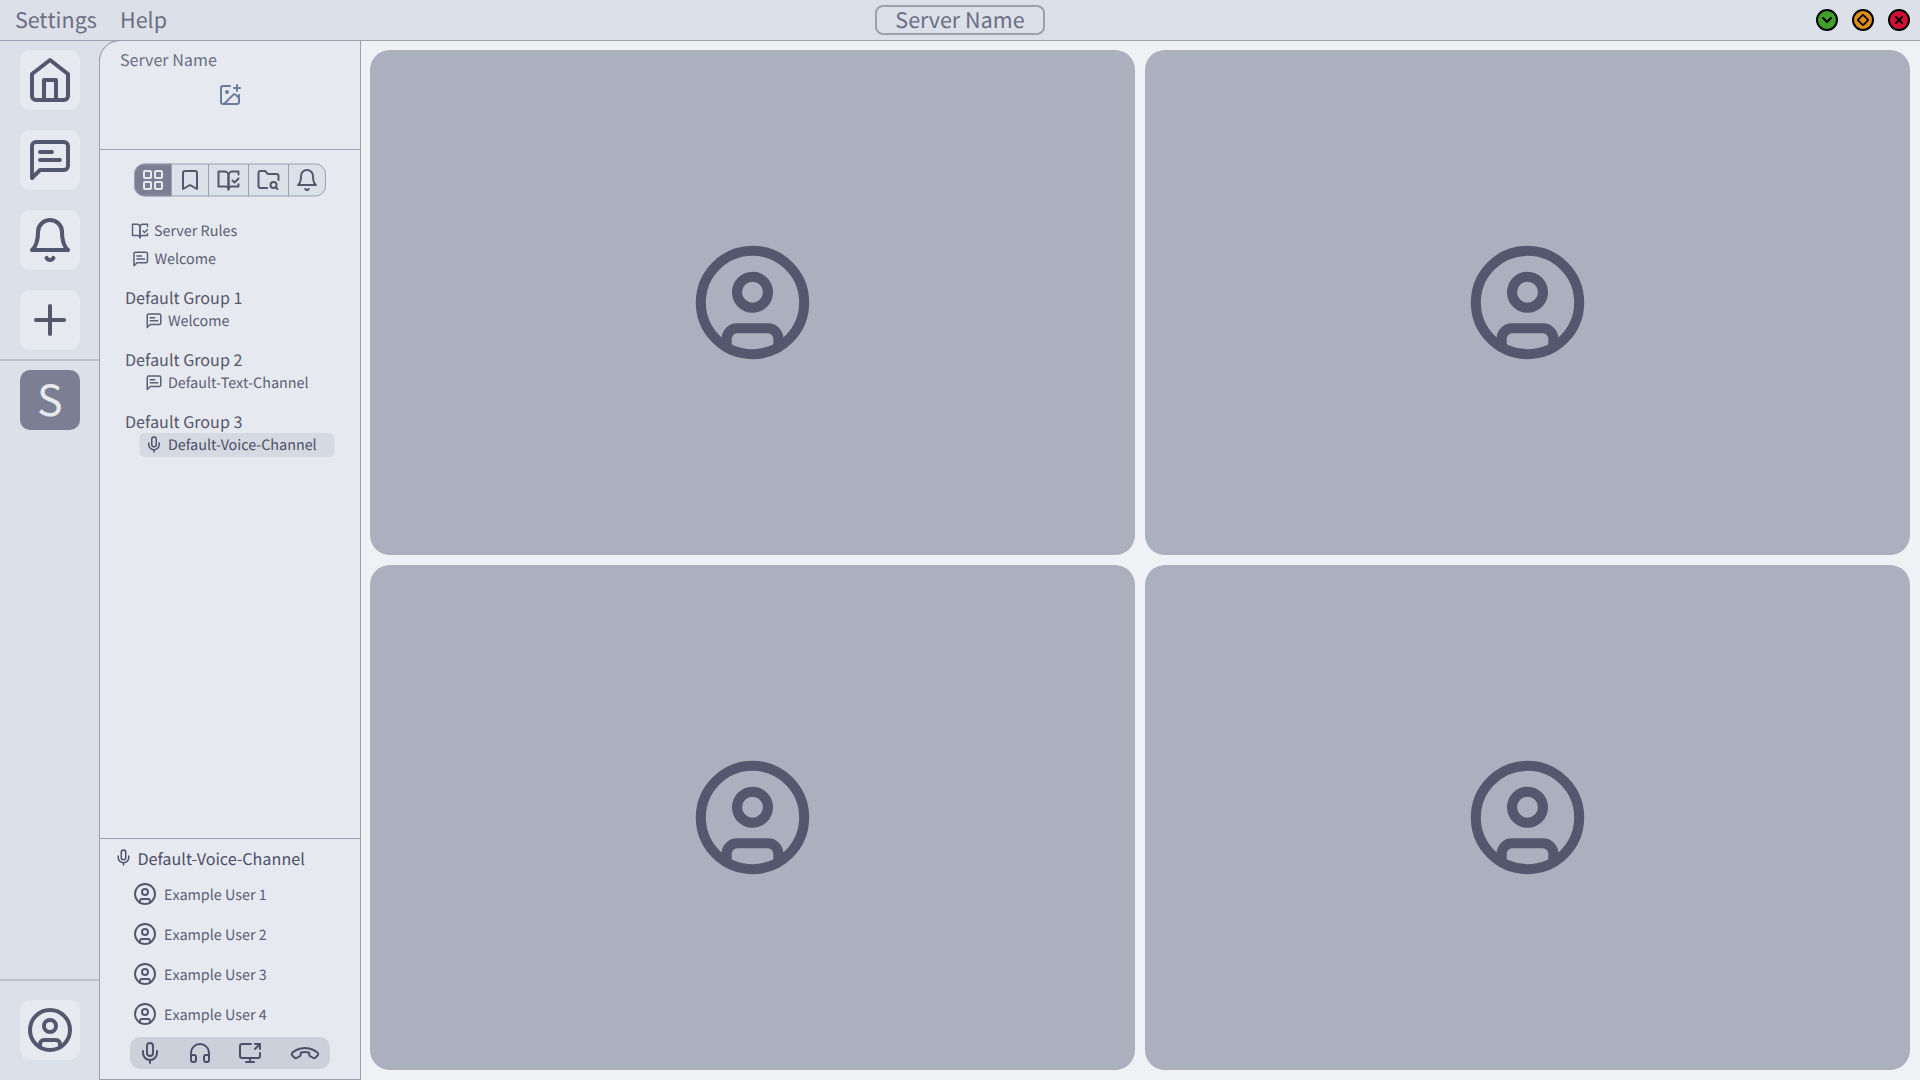 Settings Help Server Name
Server Name
Server Rules
Welcome
Default Group 1
Welcome
Default Group 2
Default-Text-Channel
Default Group 3
Default-Voice-Channel
S
Default-Voice-Channel
Example User 1
Example User 2
Example User 3
Example User 4